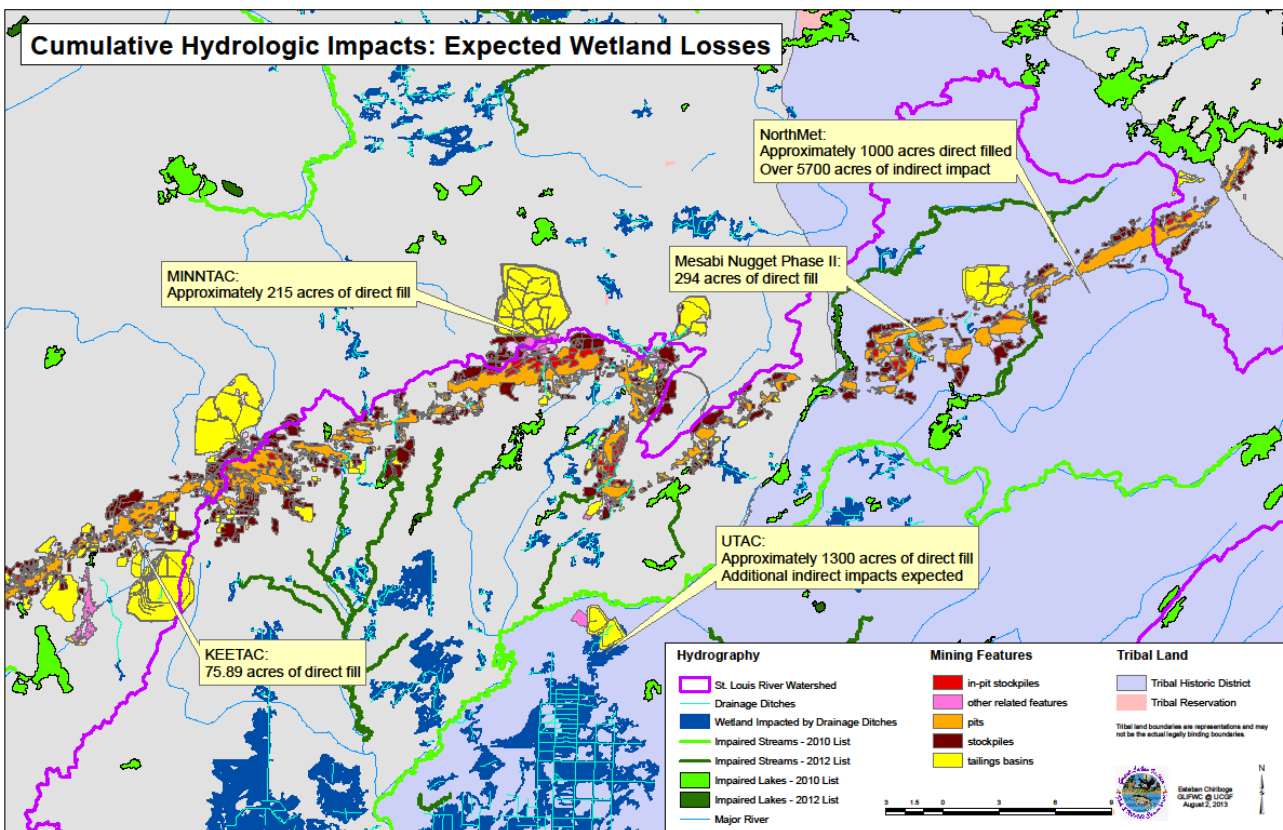 Cumulative Hydrologic Impacts: Expected Wetland Losses
NorthMet:
Approximately 1000 acres direct filled
Over 5700 acres of indirect impact
MINNTAC:
Approximately 215 acres of direct fill
Mesabi Nugget Phase II:
294 acres of direct fill
UTAC:
Approximately 1300 acres of direct fill
Additional indirect impacts expected
KEETAC:
75.89 acres of direct fill
Hydrography
St. Louis River Watershed
Drainage Ditches
Wetland Impacted by Drainage Ditches
Impaired Streams - 2010 List
Impaired Streams - 2012 List
Impaired Lakes - 2010 List
Impaired Lakes - 2012 List
Major River
Mining Features
in-pit stockpiles
other related features
pits
stockpiles
tailings basins
Tribal Land
Tribal Historic District
Tribal Reservation
Tribal land boundaries are representations and may
not be the actual legally binding boundaries.
Esteban Chiriboga
GLIFWC @ LICGF
August 2, 2013
N
3 1.5 0 3 6 9